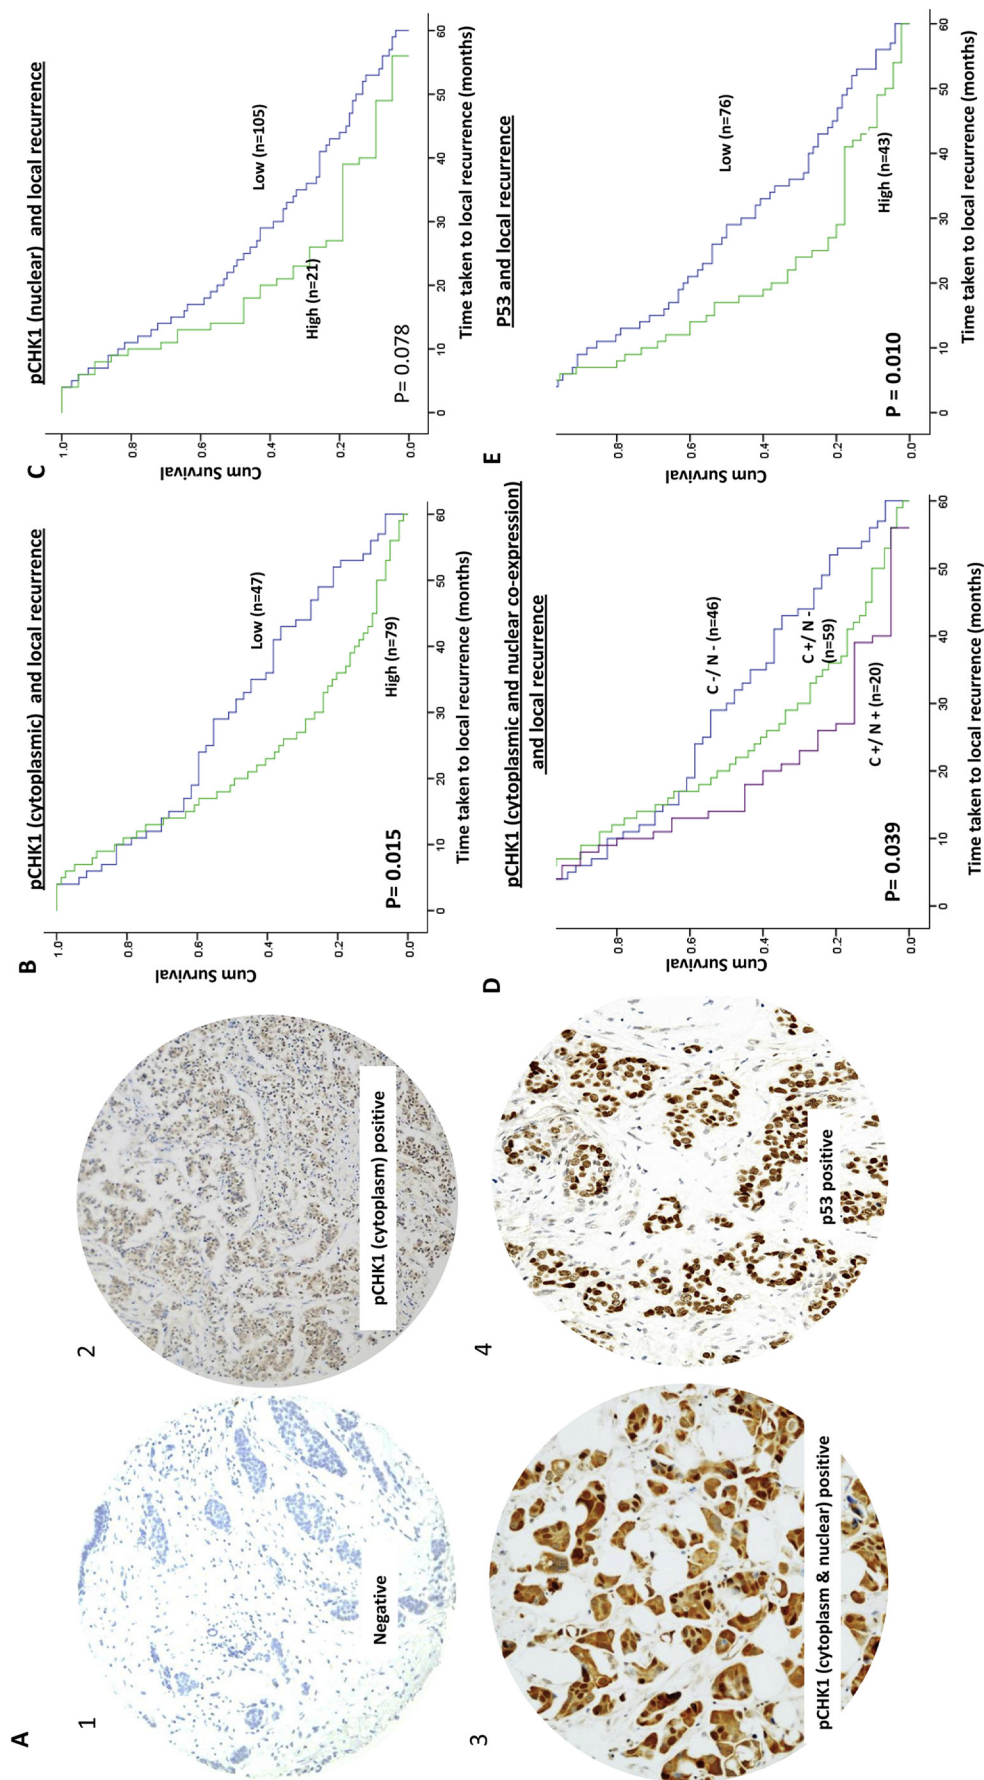 A
1
Negative
2
pCHK1 (cytoplasm) positive
3
pCHK1 (cytoplasm & nuclear) positive
4
p53 positive
B
pCHK1 (cytoplasmic) and local recurrence
Cum Survival
1.0
0.8
0.6
0.4
0.2
0.0
Low (n=47)
High (n=79)
P= 0.015
0 10 20 30 40 50 60
Time taken to local recurrence (months)
C
pCHK1 (nuclear) and local recurrence
Cum Survival
1.0
0.8
0.6
0.4
0.2
0.0
Low (n=105)
High (n=21)
P= 0.078
0 10 20 30 40 50 60
Time taken to local recurrence (months)
D
pCHK1 (cytoplasmic and nuclear co-expression)
and local recurrence
Cum Survival
0.8
0.6
0.4
0.2
0.0
C -/ N - (n=46)
C +/ N -
(n=59)
C +/ N + (n=20)
P= 0.039
0 10 20 30 40 50 60
Time taken to local recurrence (months)
E
P53 and local recurrence
Cum Survival
0.8
0.6
0.4
0.2
0.0
Low (n=76)
High (n=43)
P = 0.010
0 10 20 30 40 50 60
Time taken to local recurrence (months)